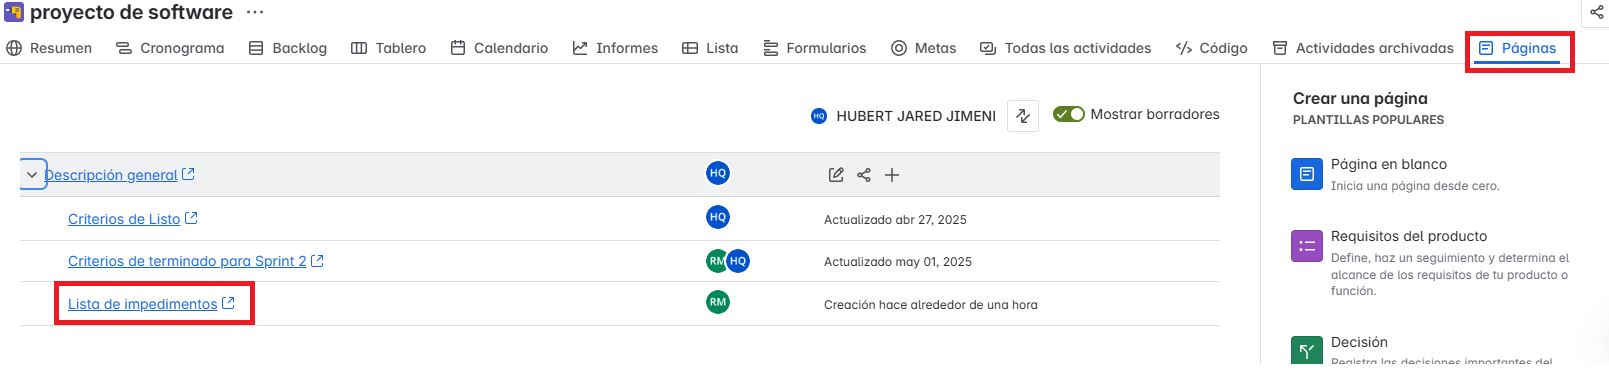 proyecto de software ...
Resumen Cronograma Backlog Tablero Calendario Informes Lista Formularios Metas Todas las actividades Código Actividades archivadas Páginas
HQ HUBERT JARED JIMENI Mostrar borradores
Descripción general HQ
Criterios de Listo HQ Actualizado abr 27, 2025
Criterios de terminado para Sprint 2 RM HQ Actualizado may 01, 2025
Lista de impedimentos RM Creación hace alrededor de una hora
Crear una página
PLANTILLAS POPULARES
Página en blanco
Inicia una página desde cero.
Requisitos del producto
Define, haz un seguimiento y determina el
alcance de los requisitos de tu producto o
función.
Decisión
Registra las decisiones importantes del